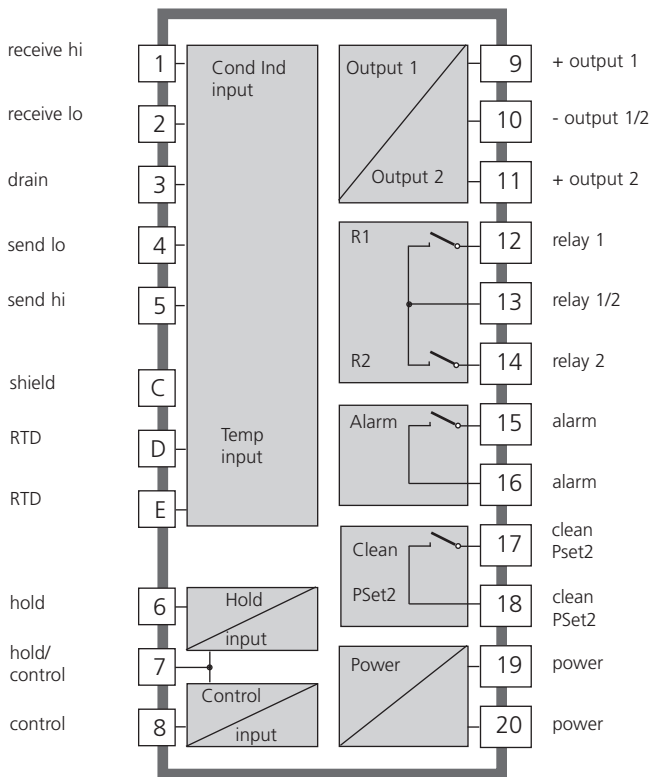 receive hi
1
receive lo
2
drain
3
send lo
4
send hi
5
shield
C
RTD
D
RTD
E
hold
6
hold/
control
7
control
8
Cond Ind
input
Temp
input
Hold
input
Control
input
Output 1
Output 2
R1
R2
Alarm
Clean
PSet2
Power
9
+ output 1
10
- output 1/2
11
+ output 2
12
relay 1
13
relay 1/2
14
relay 2
15
alarm
16
alarm
17
clean
Pset2
18
clean
PSet2
19
power
20
power